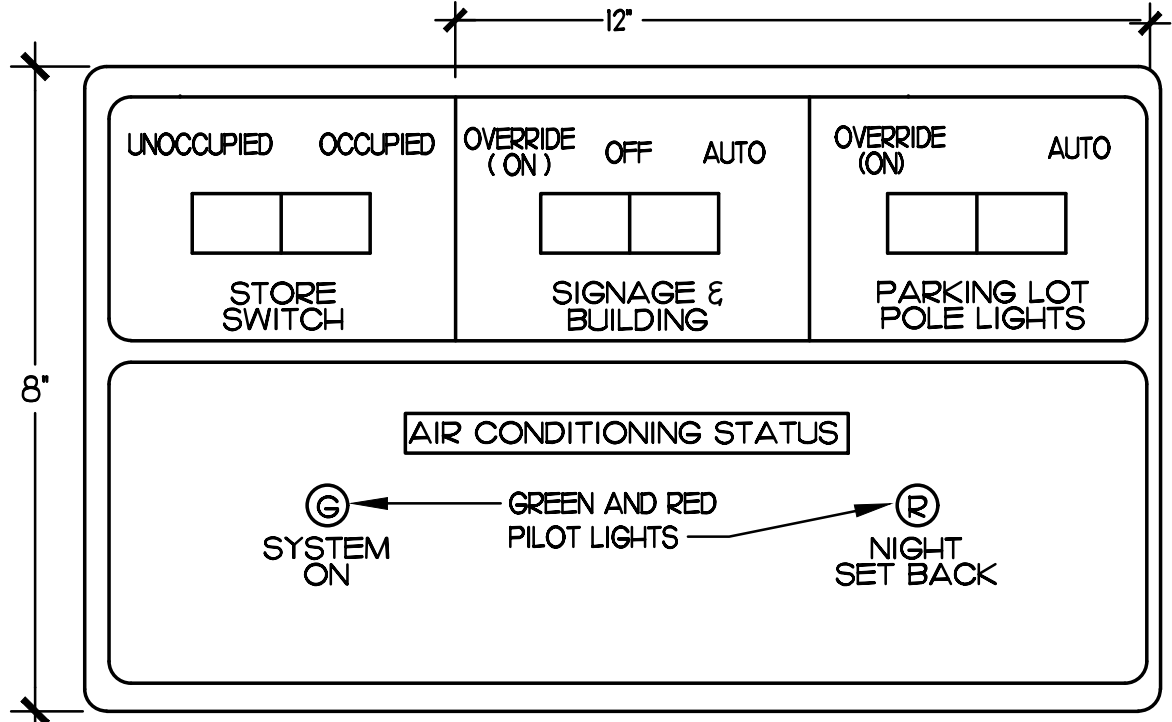 12"
UNOCCUPIED OCCUPIED
OVERRIDE
( ON )
OFF AUTO
OVERRIDE
(ON)
AUTO
STORE
SWITCH
SIGNAGE &
BUILDING
PARKING LOT
POLE LIGHTS
8"
AIR CONDITIONING STATUS
G
SYSTEM
ON
GREEN AND RED
PILOT LIGHTS
R
NIGHT
SET BACK